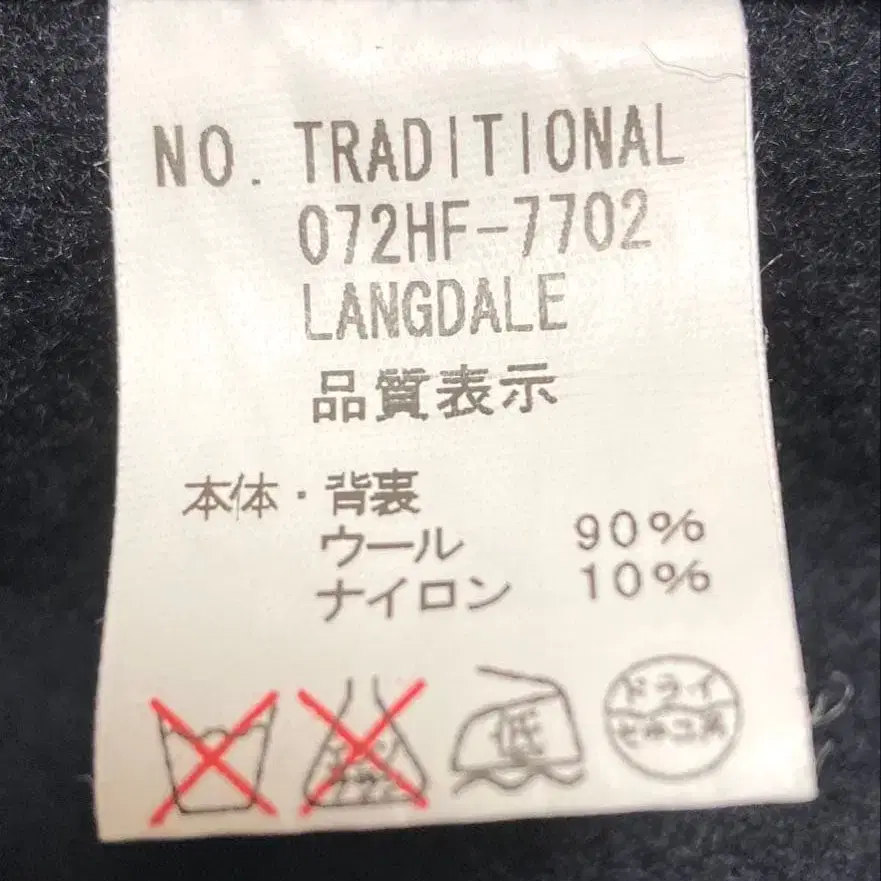 NO. TRADITIONAL
072HF-7702
LANGDALE
品質表示
本体・背裏
ウール 90%
ナイロン 10%
低
ドライ